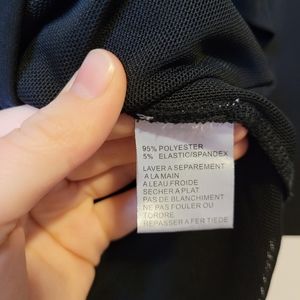 95% POLYESTER
5% ELASTIC/SPANDEX
LAVER A SEPAREMENT
A LA MAIN
A LEAU FROIDE
SECHER A PLAT
PAS DE BLANCHIMENT
NE PAS FOULER OU
TORDRE
REPASSER A FER TIEDE